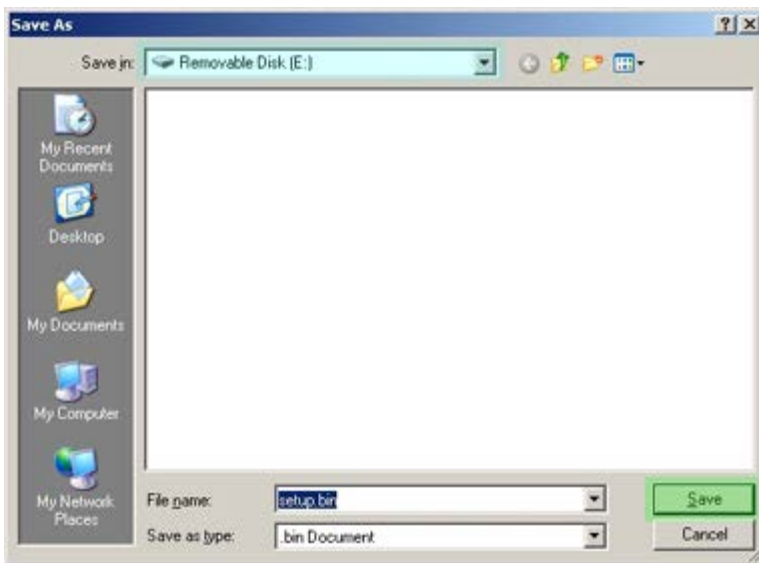 Save As
Save in:
Removable Disk (E:)
My Recent
Documents
Desktop
My Documents
My Computer
My Network
Places
File name:
setup.bin
Save
Save as type:
.bin Document
Cancel